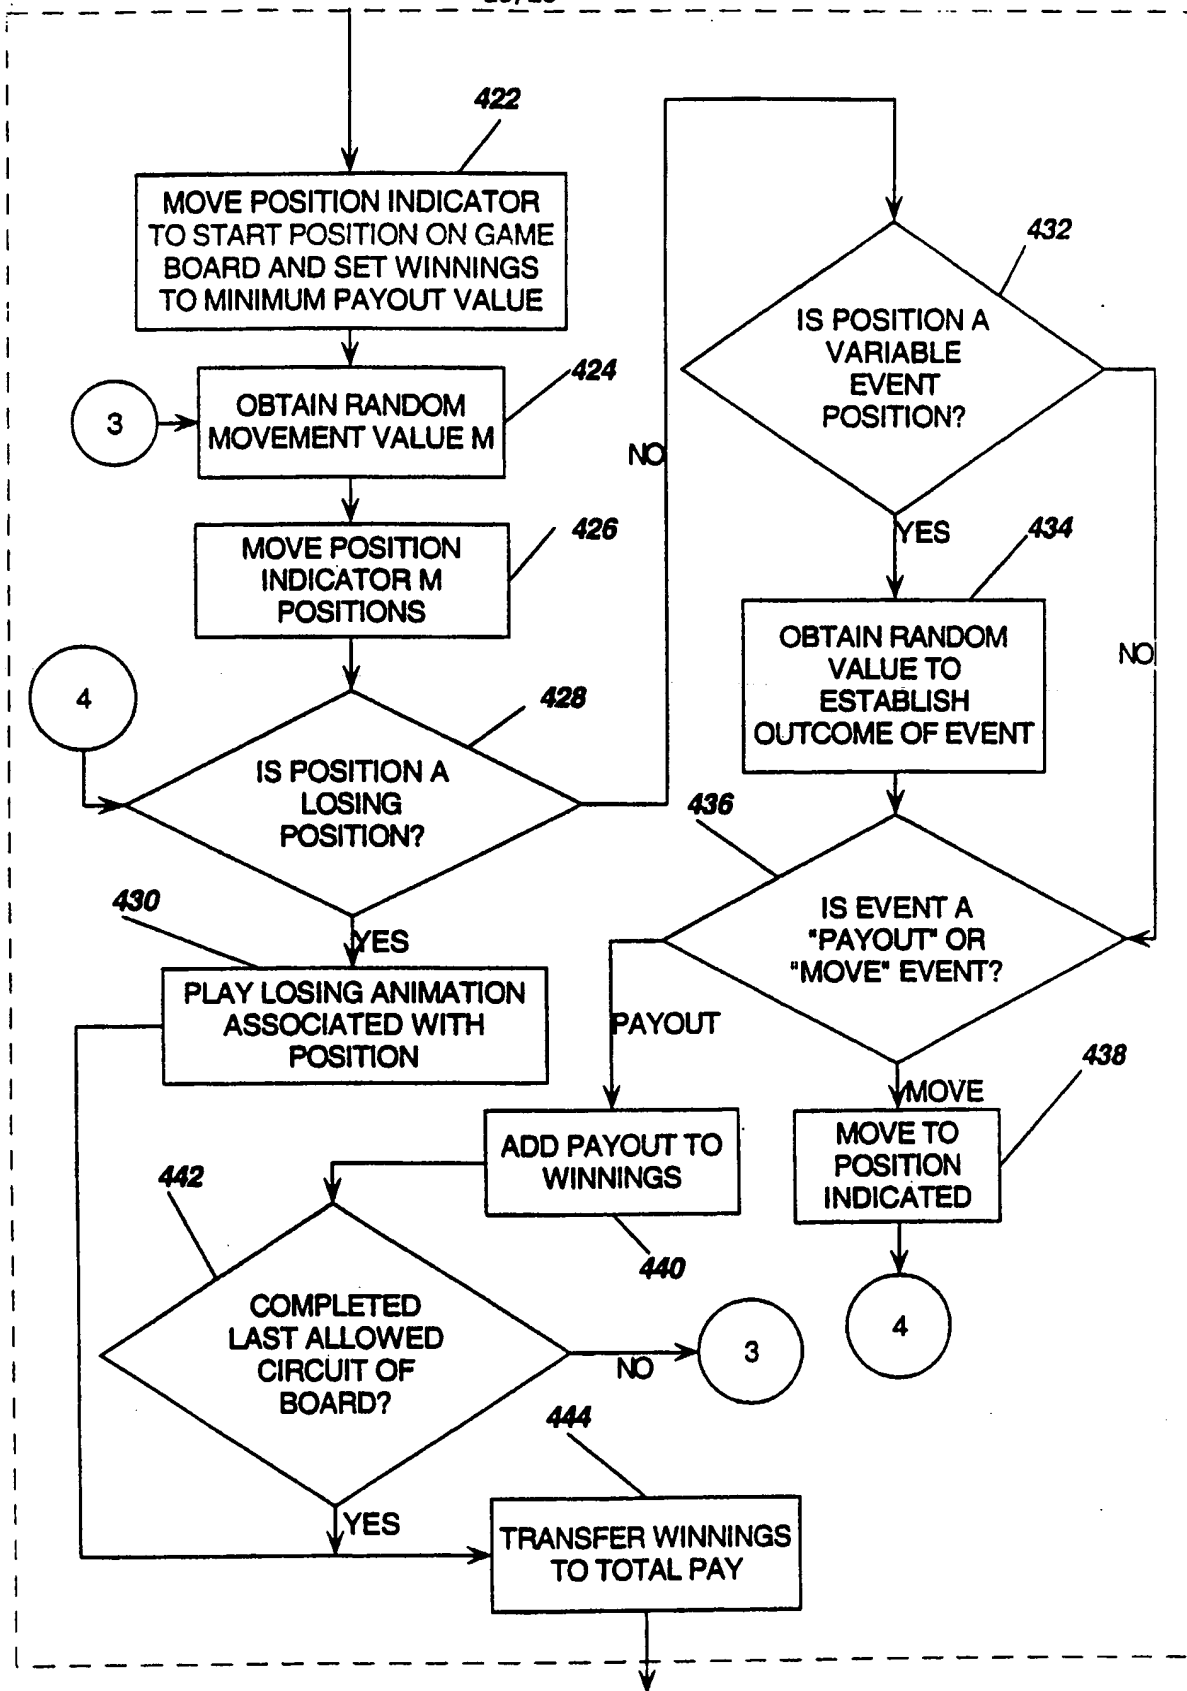 422
MOVE POSITION INDICATOR
TO START POSITION ON GAME
BOARD AND SET WINNINGS
TO MINIMUM PAYOUT VALUE
424
3
OBTAIN RANDOM
MOVEMENT VALUE M
426
MOVE POSITION
INDICATOR M
POSITIONS
4
428
IS POSITION A
LOSING
POSITION?
NO
430
YES
PLAY LOSING ANIMATION
ASSOCIATED WITH
POSITION
432
IS POSITION A
VARIABLE
EVENT
POSITION?
YES
NO
434
OBTAIN RANDOM
VALUE TO
ESTABLISH
OUTCOME OF EVENT
436
IS EVENT A
"PAYOUT" OR
"MOVE" EVENT?
PAYOUT
MOVE
438
MOVE TO
POSITION
INDICATED
4
ADD PAYOUT TO
WINNINGS
440
442
COMPLETED
LAST ALLOWED
CIRCUIT OF
BOARD?
NO
3
YES
444
TRANSFER WINNINGS
TO TOTAL PAY